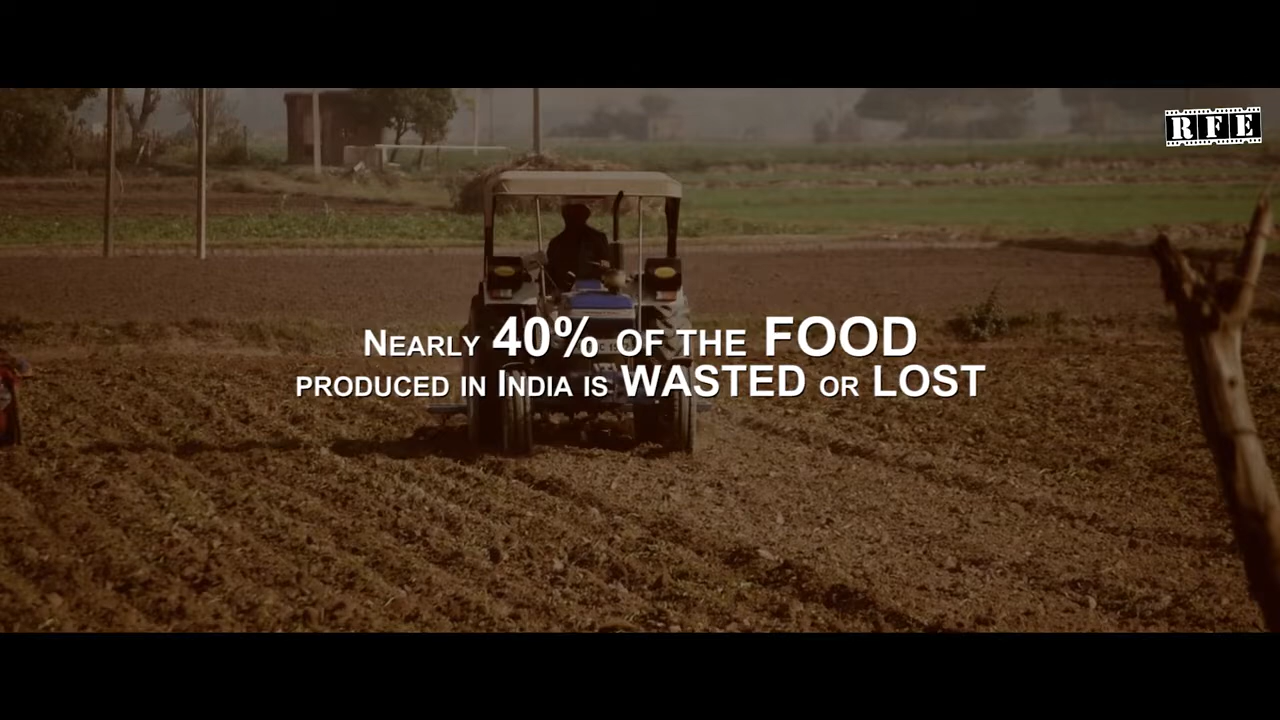 RFE
Nearly 40% of the FOOD
produced in India is WASTED or LOST